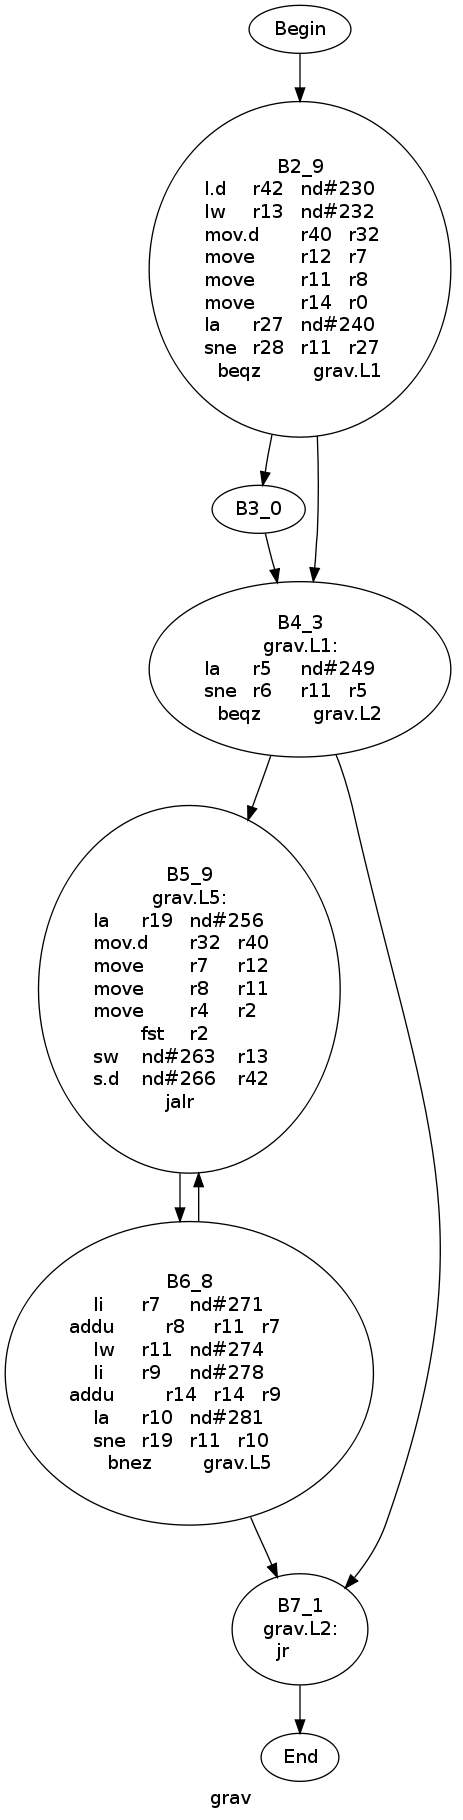 Begin
B2_9
l.d r42 nd#230
lw r13 nd#232
mov.d r40 r32
move r12 r7
move r11 r8
move r14 r0
la r27 nd#240
sne r28 r11 r27
beqz grav.L1
B3_0
B4_3
grav.L1:
la r5 nd#249
sne r6 r11 r5
beqz grav.L2
B5_9
grav.L5:
la r19 nd#256
mov.d r32 r40
move r7 r12
move r8 r11
move r4 r2
fst r2
sw nd#263 r13
s.d nd#266 r42
jalr
B6_8
li r7 nd#271
addu r8 r11 r7
lw r11 nd#274
li r9 nd#278
addu r14 r14 r9
la r10 nd#281
sne r19 r11 r10
bnez grav.L5
B7_1
grav.L2:
jr
End
grav